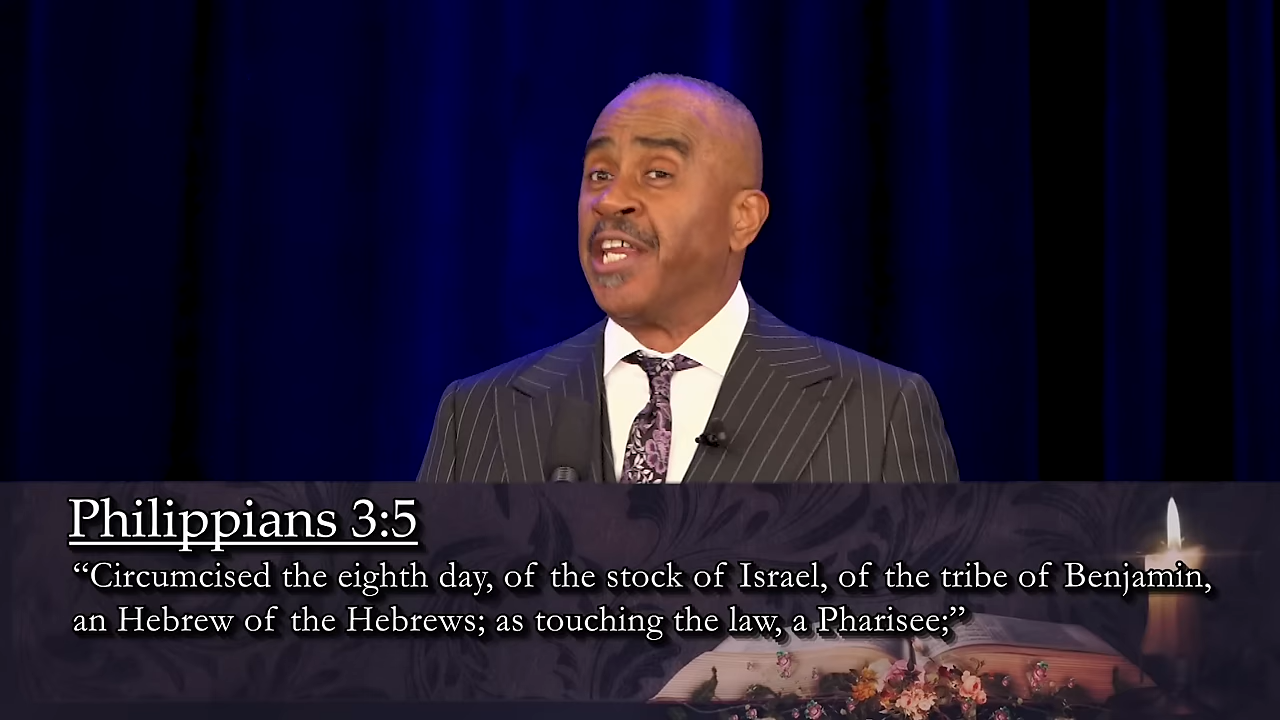 Philippians 3:5
“Circumcised the eighth day, of the stock of Israel, of the tribe of Benjamin,
an Hebrew of the Hebrews; as touching the law, a Pharisee;”